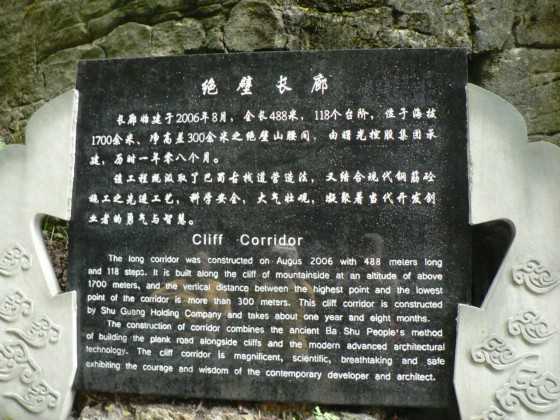 绝壁长廊
长廊始建于2006年8月，全长488米，118个台阶，位于海拔
1700余米、净高差300余米之绝壁山腰间，由曙光控股集团承
建，历时一年零八个月。
该工程既汲取了巴蜀古栈道营造法，又结合现代钢筋砼
施工之先进工艺，科学安全，大气壮观，凝聚着当代开发创
业者的勇气与智慧。
Cliff Corridor
The long corridor was constructed on Augus 2006 with 488 meters long
and 118 steps. It is built along the cliff of mountainside at an altitude of above
1700 meters, and the vertical distance between the highest point and the lowest
point of the corridor is more than 300 meters. This cliff corridor is constructed
by Shu Guang Holding Company and takes about one year and eight months.
The construction of corridor combines the ancient Ba Shu People's method
of building the plank road alongside cliffs and the modern advanced architectural
technology. The cliff corridor is magnificent, scientific, breathtaking and safe
exhibiting the courage and wisdom of the contemporary developer and architect.